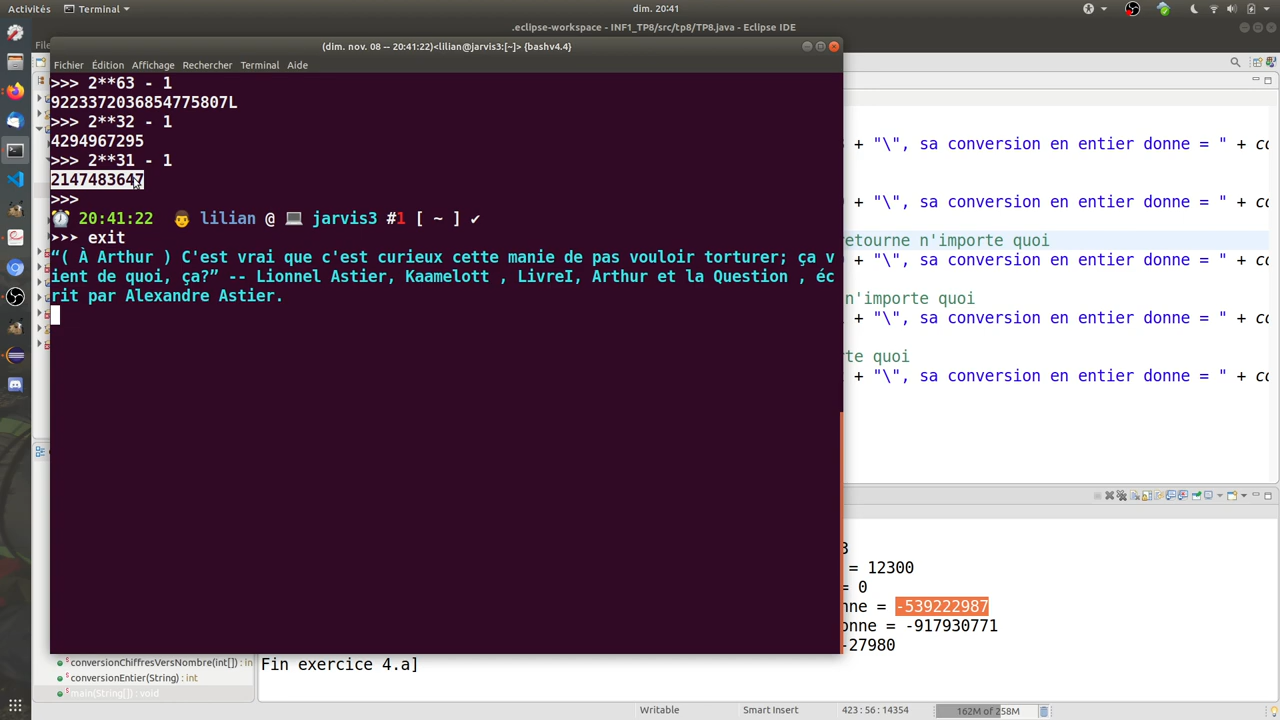 Activités
Terminal
dim. 20:41
.eclipse-workspace - INF1_TP8/src/tp8/TP8.java - Eclipse IDE
(dim. nov. 08 -- 20:41:22)<lilian@jarvis3:[~]> {bashv4.4}
Fichier Édition Affichage Rechercher Terminal Aide
>>> 2**63 - 1
9223372036854775807L
>>> 2**32 - 1
4294967295
>>> 2**31 - 1
2147483647
>>>
⏰ 20:41:22 👨 lilian @ 💻 jarvis3 #1 [ ~ ] ✔
➤➤➤ exit
“( À Arthur ) C'est vrai que c'est curieux cette manie de pas vouloir torturer; ça v
ient de quoi, ça?” -- Lionnel Astier, Kaamelott , LivreI, Arthur et la Question , éc
rit par Alexandre Astier.
+ "\", sa conversion en entier donne = " + co
+ "\", sa conversion en entier donne = " + co
retourne n'importe quoi
+ "\", sa conversion en entier donne = " + co
n'importe quoi
+ "\", sa conversion en entier donne = " + co
te quoi
+ "\", sa conversion en entier donne = " + co
3
= 12300
= 0
nne = -539222987
onne = -917930771
-27980
Fin exercice 4.a]
conversionChiffresVersNombre(int[]) : in
conversionEntier(String) : int
main(String[]) : void
Writable
Smart Insert
423 : 56 : 14354
162M of 258M